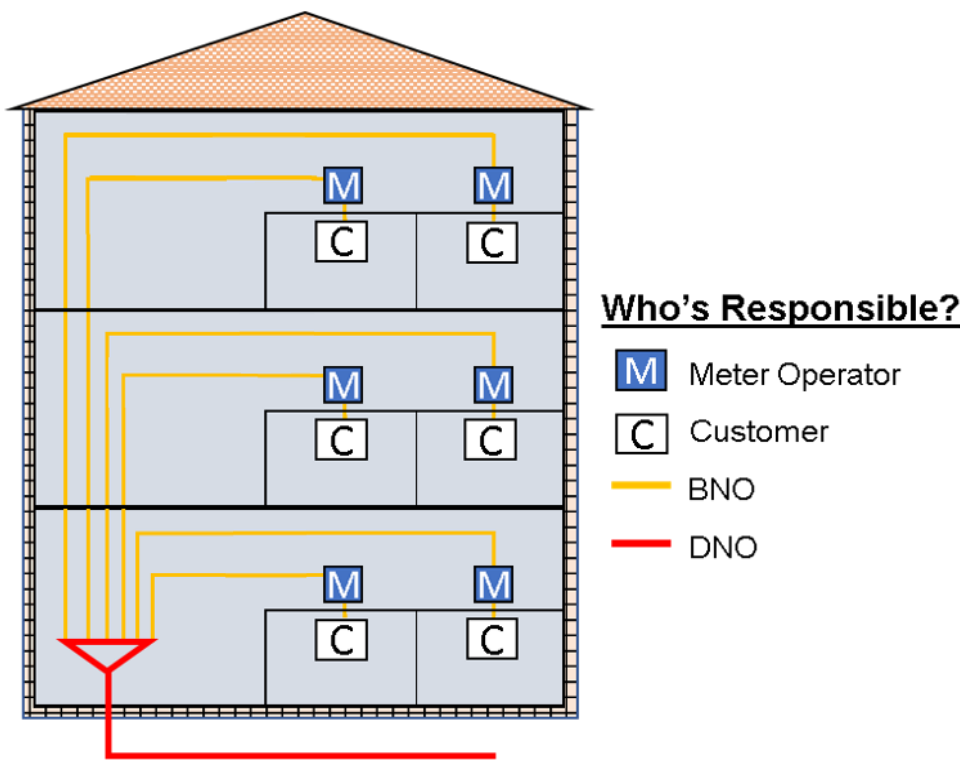 M M
C C
Who's Responsible?
M Meter Operator
M M
C Customer
C C
BNO
DNO
M M
C C